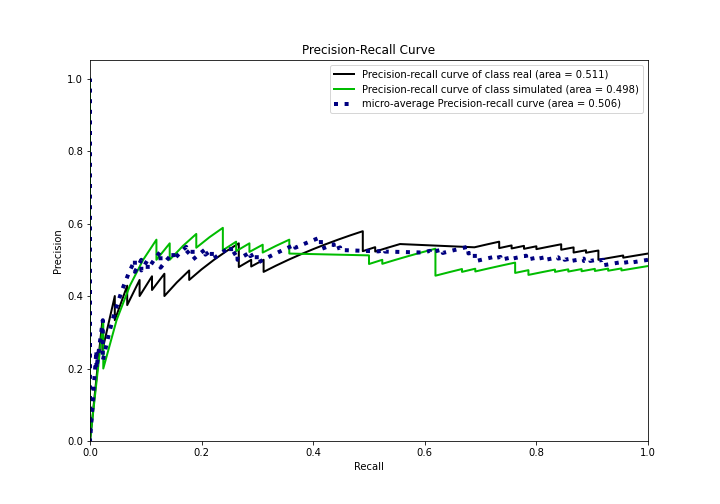 Precision-Recall Curve
Precision-recall curve of class real (area = 0.511)
Precision-recall curve of class simulated (area = 0.498)
micro-average Precision-recall curve (area = 0.506)
1.0
0.8
0.6
0.4
0.2
0.0
Precision
0.0 0.2 0.4 0.6 0.8 1.0
Recall